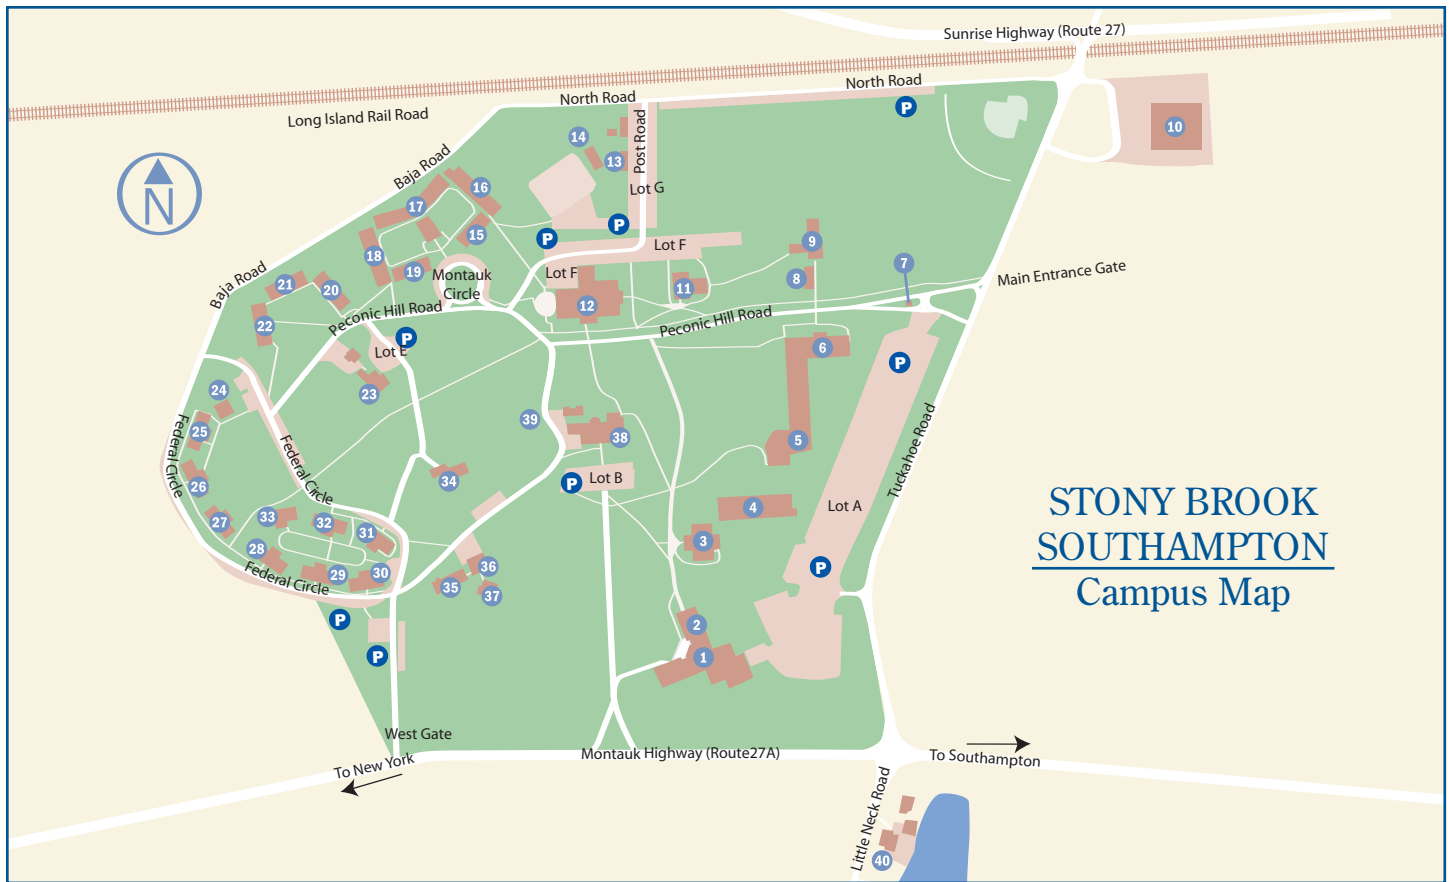 Sunrise Highway (Route 27)
North Road
North Road
Long Island Rail Road
P
10
14
Post Road
13
Baja Road
N
16
Lot G
17
P
15
P
9
Lot F
18
7
19
Montauk
Circle
Lot F
8
Main Entrance Gate
Baja Road
21
20
11
12
22
Peconic Hill Road
Peconic Hill Road
P
Lot E
6
P
23
24
39
Federal Circle
25
38
5
Tuckahoe Road
Federal Circle
26
34
P
Lot B
STONY BROOK
SOUTHAMPTON
Campus Map
27
33
32
31
4
Lot A
3
28
29
30
Federal Circle
36
35
37
P
P
2
P
1
West Gate
Montauk Highway (Route27A)
To New York
To Southampton
Little Neck Road
40